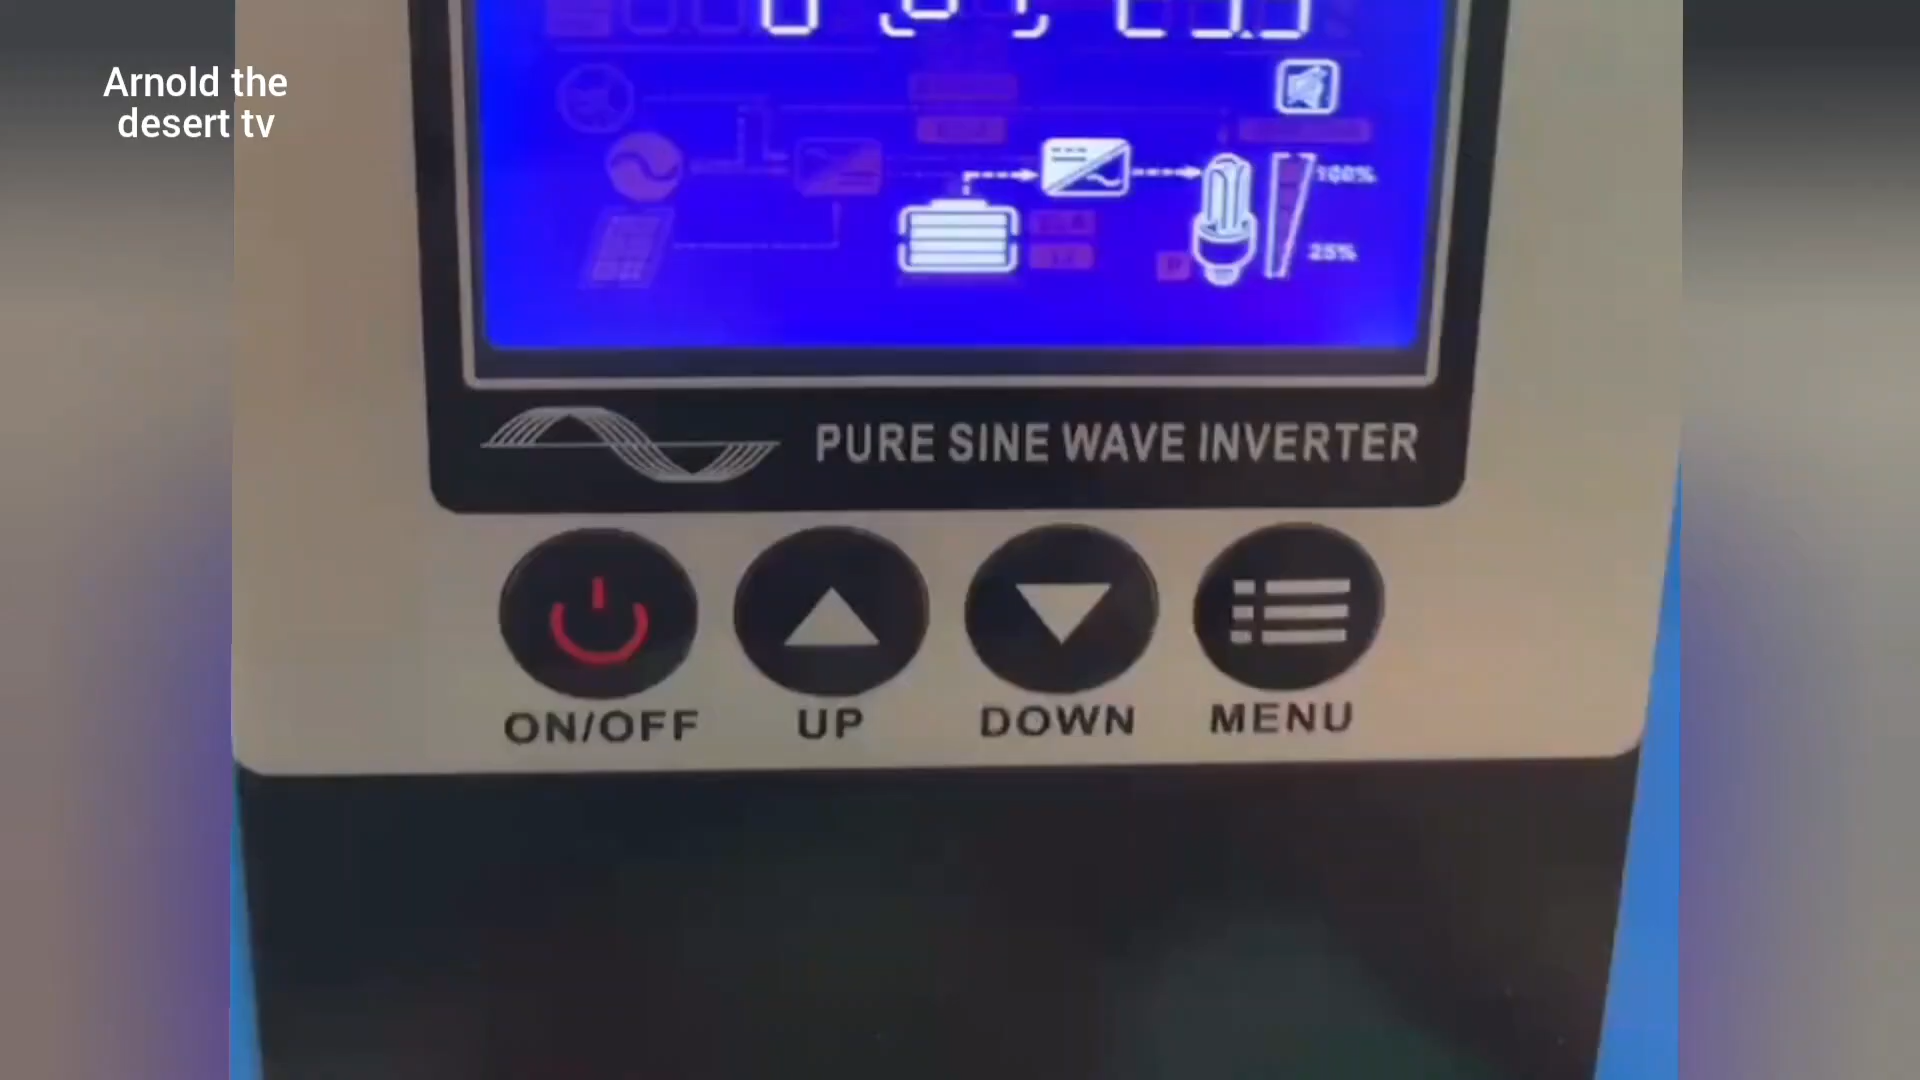 Arnold the
desert tv
100%
25%
PURE SINE WAVE INVERTER
ON/OFF
UP
DOWN
MENU